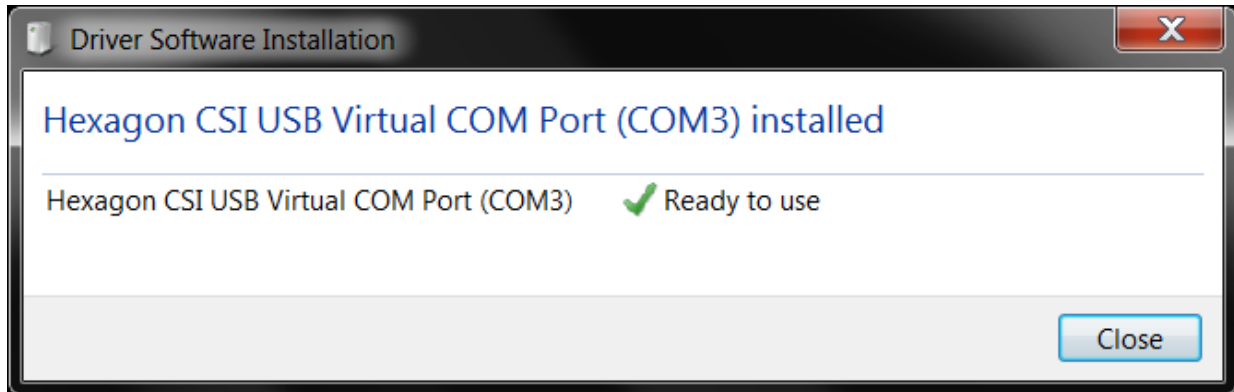 Driver Software Installation
Hexagon CSI USB Virtual COM Port (COM3) installed
Hexagon CSI USB Virtual COM Port (COM3) Ready to use
Close